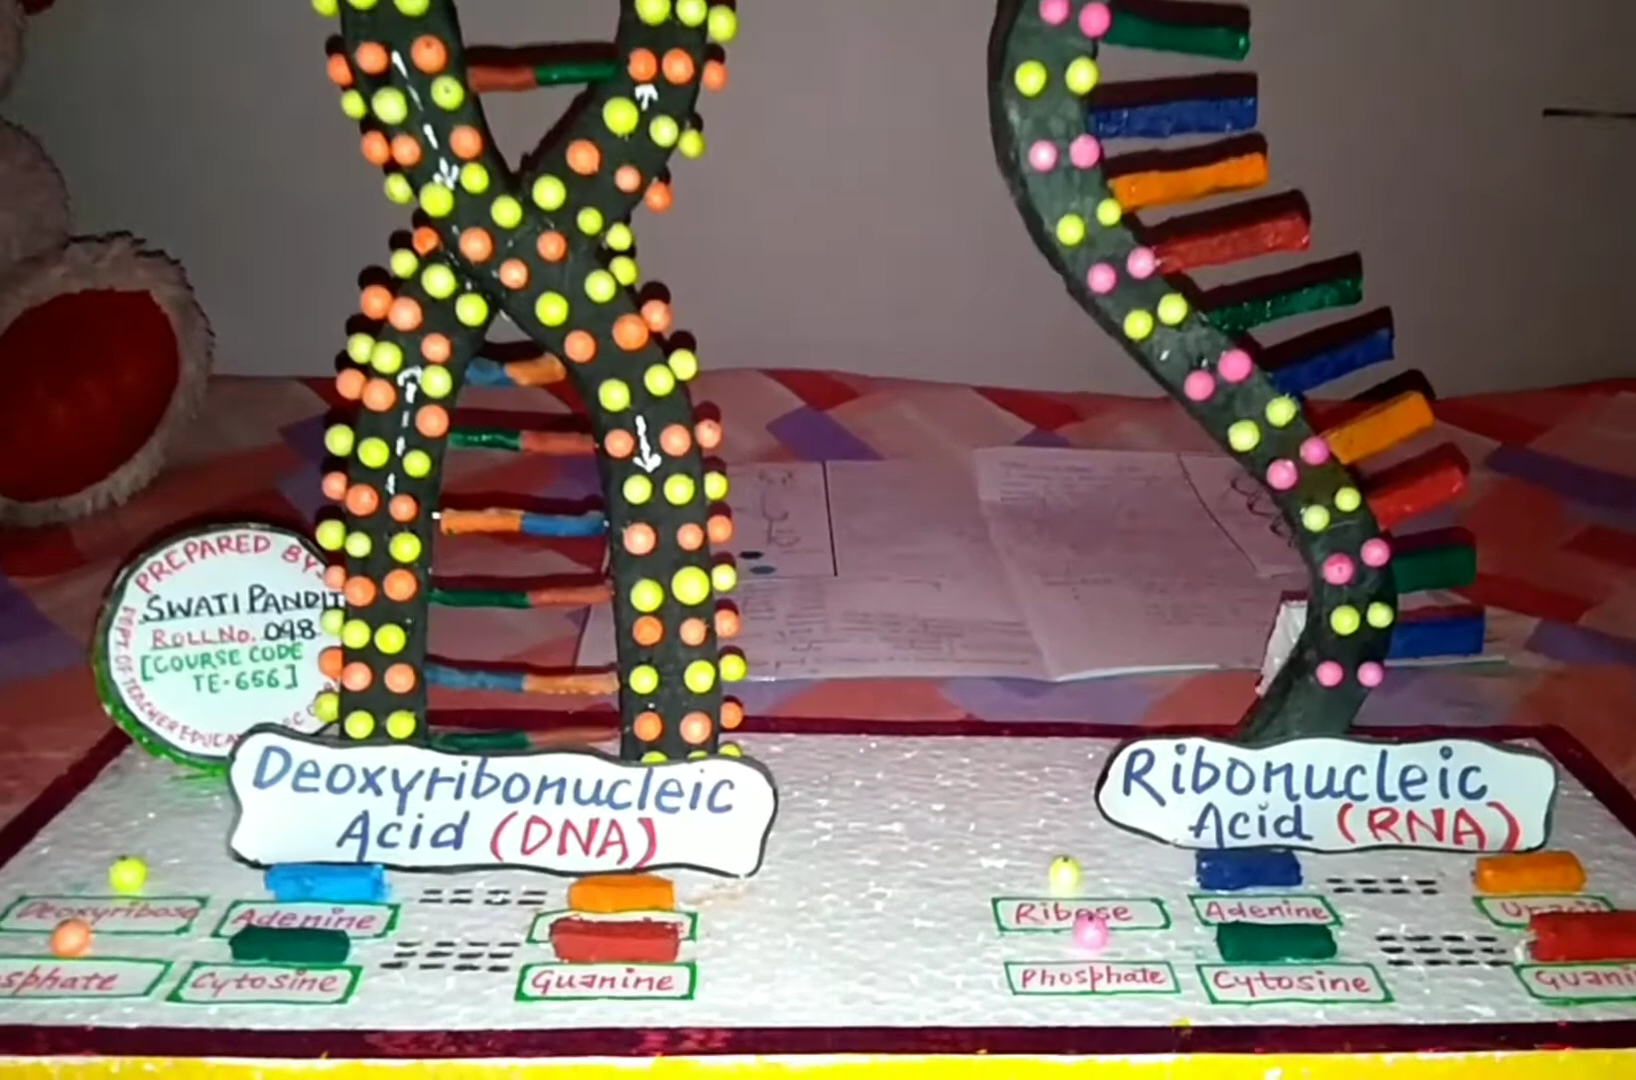 PREPARED BY:
SWATI PANDIT
ROLL NO. 098
[COURSE CODE
TE-656]
DEPT. OF TEACHER EDUCA
Deoxyribonucleic
Acid (DNA)
Ribonucleic
Acid (RNA)
Deoxyribose
Adenine
sphate
Cytosine
Guanine
Ribose
Adenine
Phosphate
Cytosine
Guani